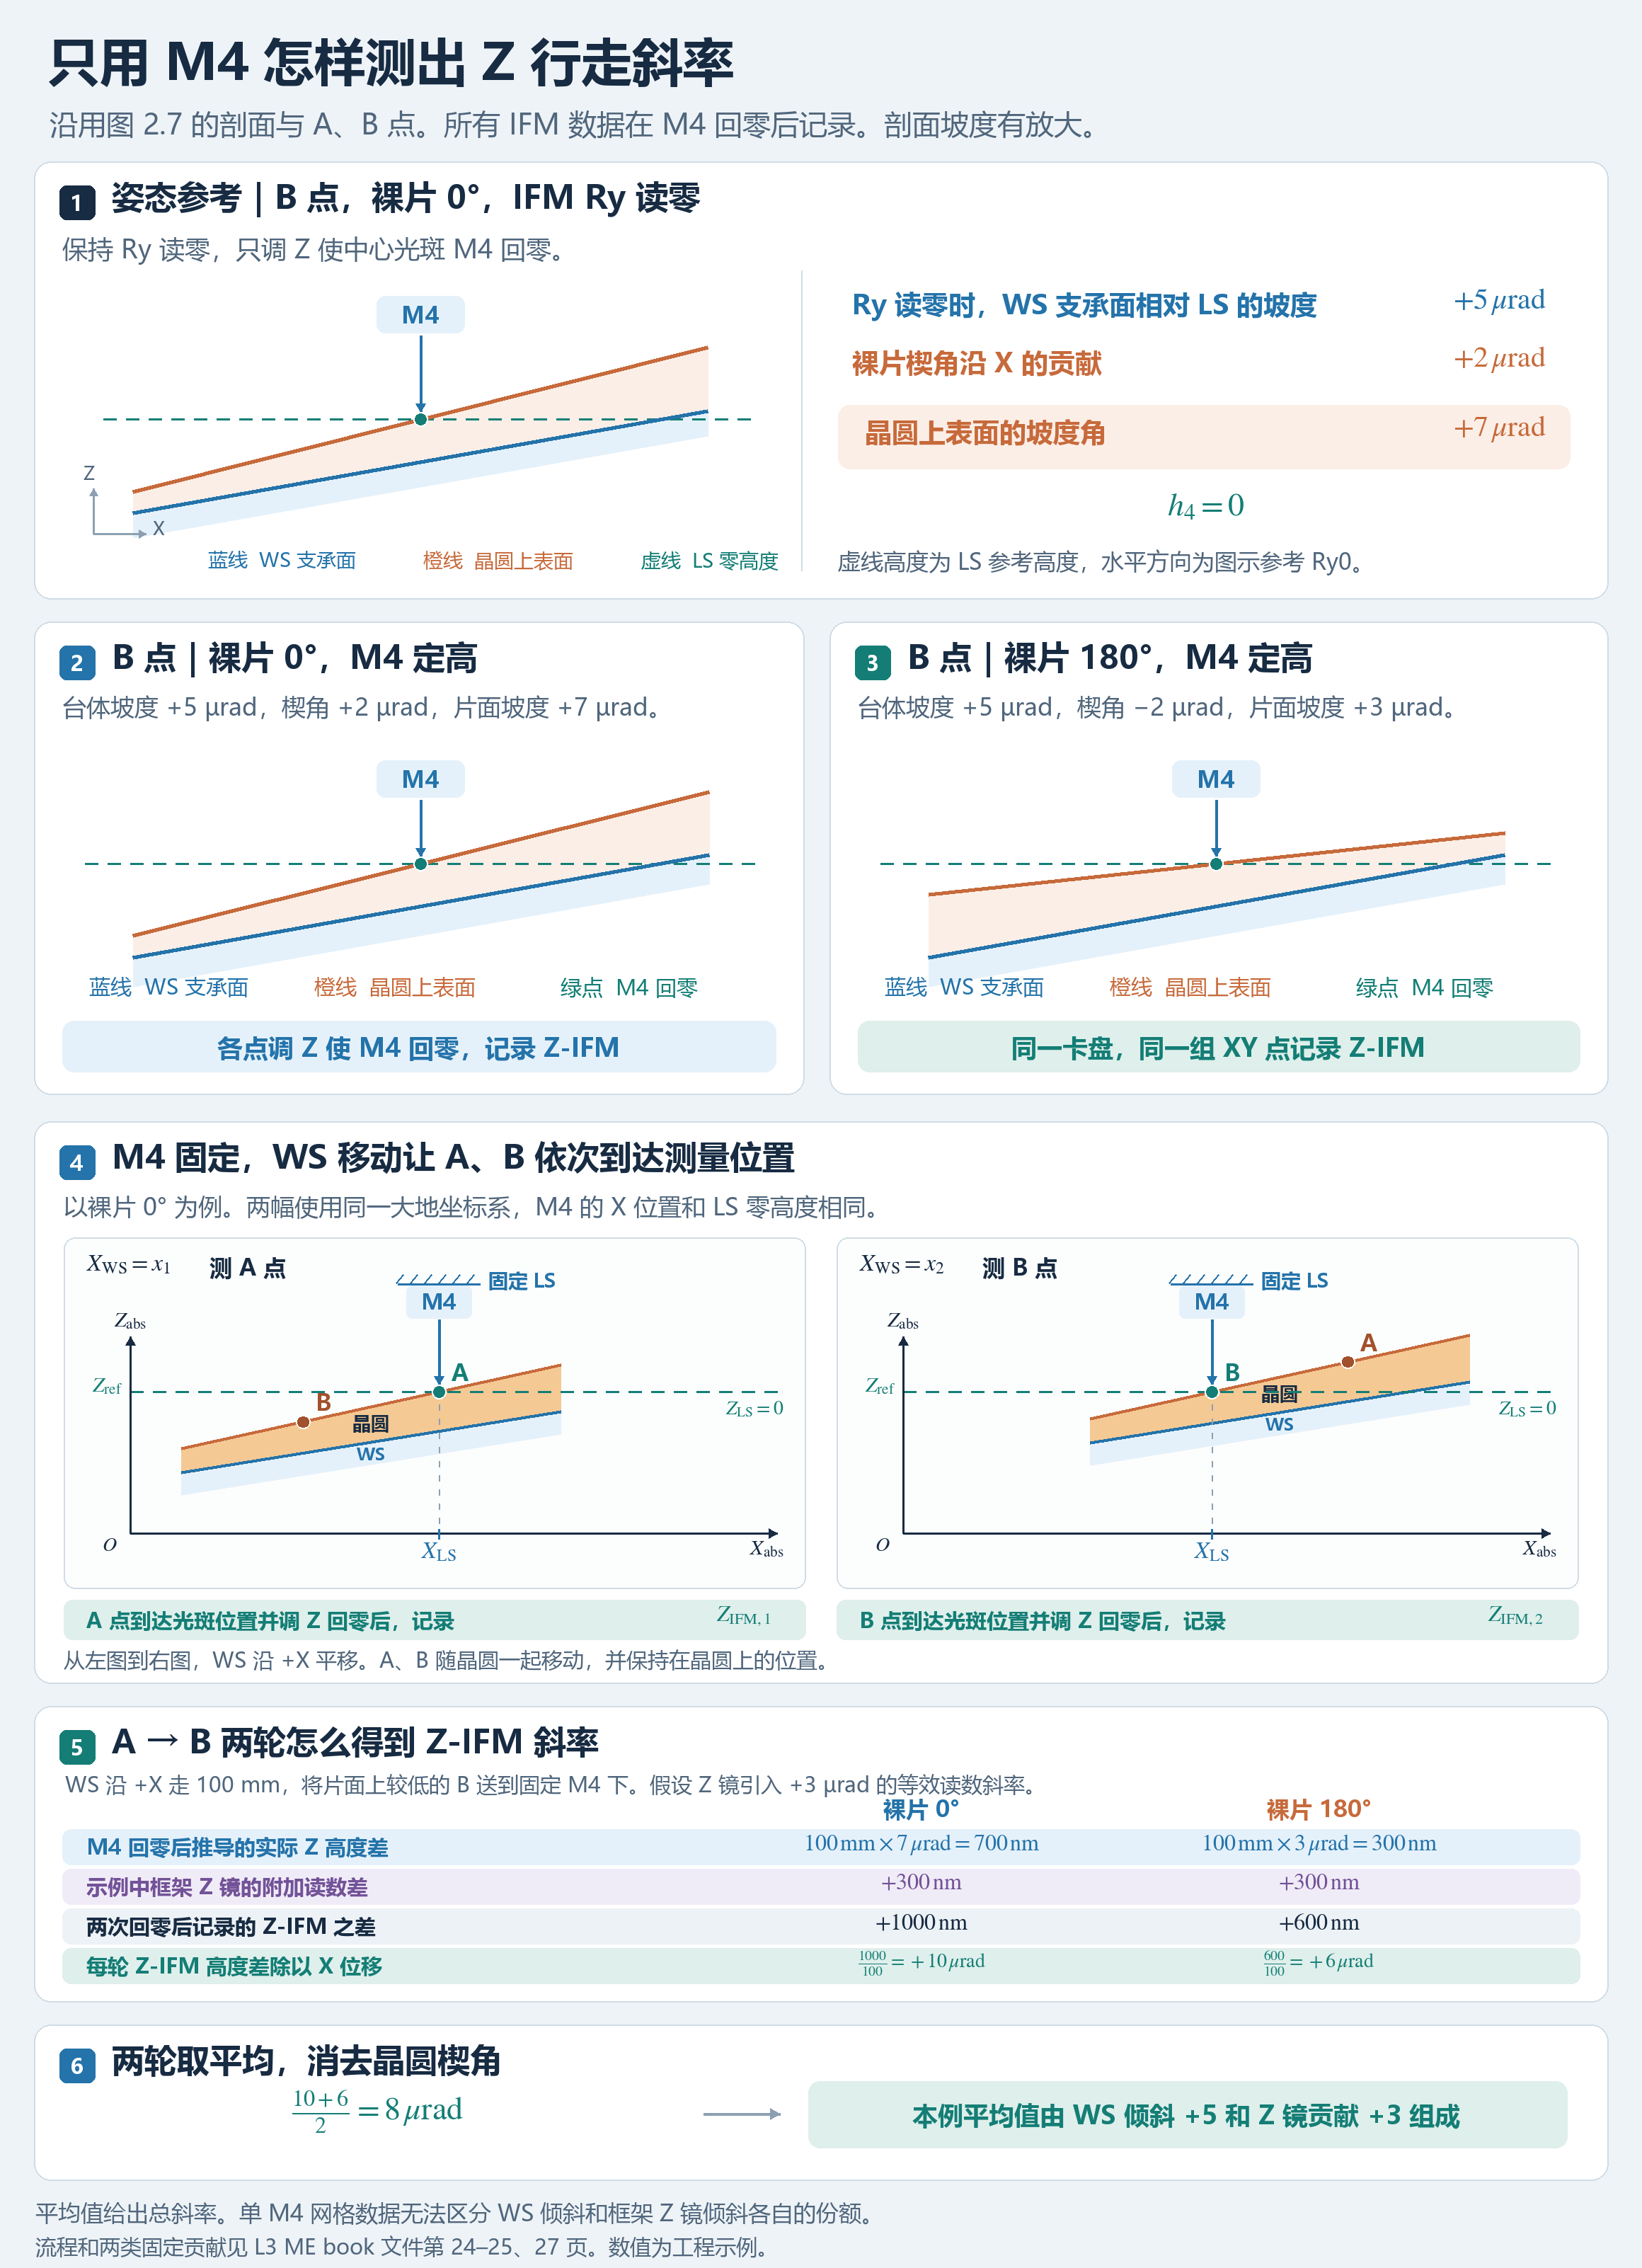 只用 M4 怎样测出 Z 行走斜率
沿用图 2.7 的剖面与 A、B 点。所有 IFM 数据在 M4 回零后记录。剖面坡度有放大。
1 姿态参考 | B 点，裸片 0°，IFM Ry 读零
保持 Ry 读零，只调 Z 使中心光斑 M4 回零。
M4
Z
X
蓝线 WS 支承面 橙线 晶圆上表面 虚线 LS 零高度
Ry 读零时，WS 支承面相对 LS 的坡度 +5 μrad
裸片楔角沿 X 的贡献 +2 μrad
晶圆上表面的坡度角 +7 μrad
h₄ = 0
虚线高度为 LS 参考高度，水平方向为图示参考 Ry0。
2 B 点 | 裸片 0°，M4 定高
台体坡度 +5 μrad，楔角 +2 μrad，片面坡度 +7 μrad。
M4
蓝线 WS 支承面 橙线 晶圆上表面 绿点 M4 回零
各点调 Z 使 M4 回零，记录 Z-IFM
3 B 点 | 裸片 180°，M4 定高
台体坡度 +5 μrad，楔角 −2 μrad，片面坡度 +3 μrad。
M4
蓝线 WS 支承面 橙线 晶圆上表面 绿点 M4 回零
同一卡盘，同一组 XY 点记录 Z-IFM
4 M4 固定，WS 移动让 A、B 依次到达测量位置
以裸片 0° 为例。两幅使用同一大地坐标系，M4 的 X 位置和 LS 零高度相同。
X_WS = x₁ 测 A 点
固定 LS
M4
Z_abs
A
Z_ref
B
Z_LS = 0
晶圆
WS
O
X_LS
X_abs
A 点到达光斑位置并调 Z 回零后，记录 Z_IFM, 1
X_WS = x₂ 测 B 点
固定 LS
M4
Z_abs
A
B
Z_ref
晶圆
Z_LS = 0
WS
O
X_LS
X_abs
B 点到达光斑位置并调 Z 回零后，记录 Z_IFM, 2
从左图到右图，WS 沿 +X 平移。A、B 随晶圆一起移动，并保持在晶圆上的位置。
5 A → B 两轮怎么得到 Z-IFM 斜率
WS 沿 +X 走 100 mm，将片面上较低的 B 送到固定 M4 下。假设 Z 镜引入 +3 μrad 的等效读数斜率。
裸片 0° 裸片 180°
M4 回零后推导的实际 Z 高度差 100 mm × 7 μrad = 700 nm 100 mm × 3 μrad = 300 nm
示例中框架 Z 镜的附加读数差 +300 nm +300 nm
两次回零后记录的 Z-IFM 之差 +1000 nm +600 nm
每轮 Z-IFM 高度差除以 X 位移 1000/100 = +10 μrad 600/100 = +6 μrad
6 两轮取平均，消去晶圆楔角
(10 + 6)/2 = 8 μrad
本例平均值由 WS 倾斜 +5 和 Z 镜贡献 +3 组成
平均值给出总斜率。单 M4 网格数据无法区分 WS 倾斜和框架 Z 镜倾斜各自的份额。
流程和两类固定贡献见 L3 ME book 文件第 24–25、27 页。数值为工程示例。